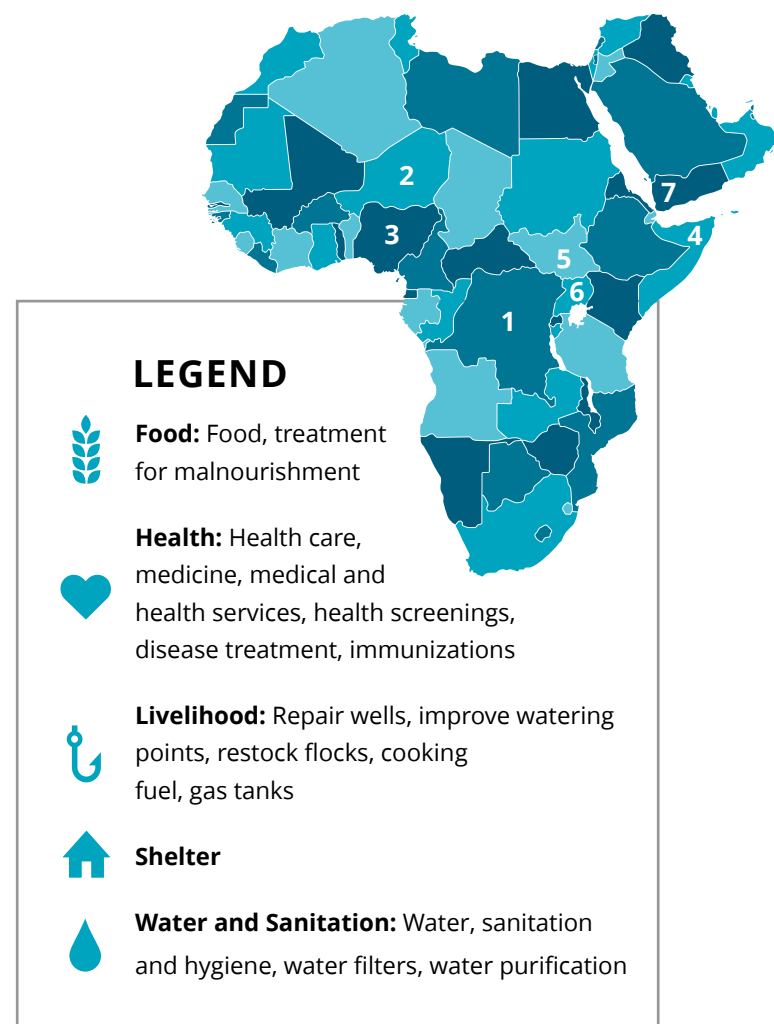 2
7
3
4
5
6
1
LEGEND
Food: Food, treatment
for malnourishment
Health: Health care,
medicine, medical and
health services, health screenings,
disease treatment, immunizations
Livelihood: Repair wells, improve watering
points, restock flocks, cooking
fuel, gas tanks
Shelter
Water and Sanitation: Water, sanitation
and hygiene, water filters, water purification